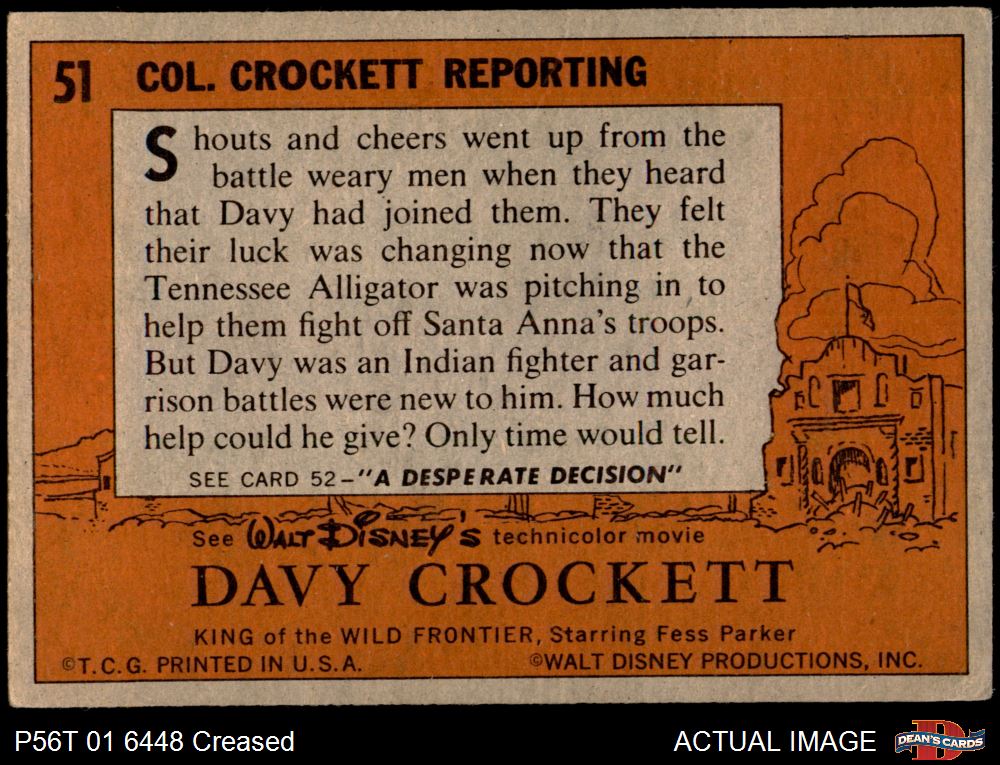 51 COL. CROCKETT REPORTING
Shouts and cheers went up from the
battle weary men when they heard
that Davy had joined them. They felt
their luck was changing now that the
Tennessee Alligator was pitching in to
help them fight off Santa Anna's troops.
But Davy was an Indian fighter and gar-
rison battles were new to him. How much
help could he give? Only time would tell.
SEE CARD 52–"A DESPERATE DECISION"
See WALT DISNEY'S technicolor movie
DAVY CROCKETT
KING of the WILD FRONTIER, Starring Fess Parker
©T.C.G. PRINTED IN U.S.A. ©WALT DISNEY PRODUCTIONS, INC.
P56T 01 6448 Creased ACTUAL IMAGE D DEAN'S CARDS